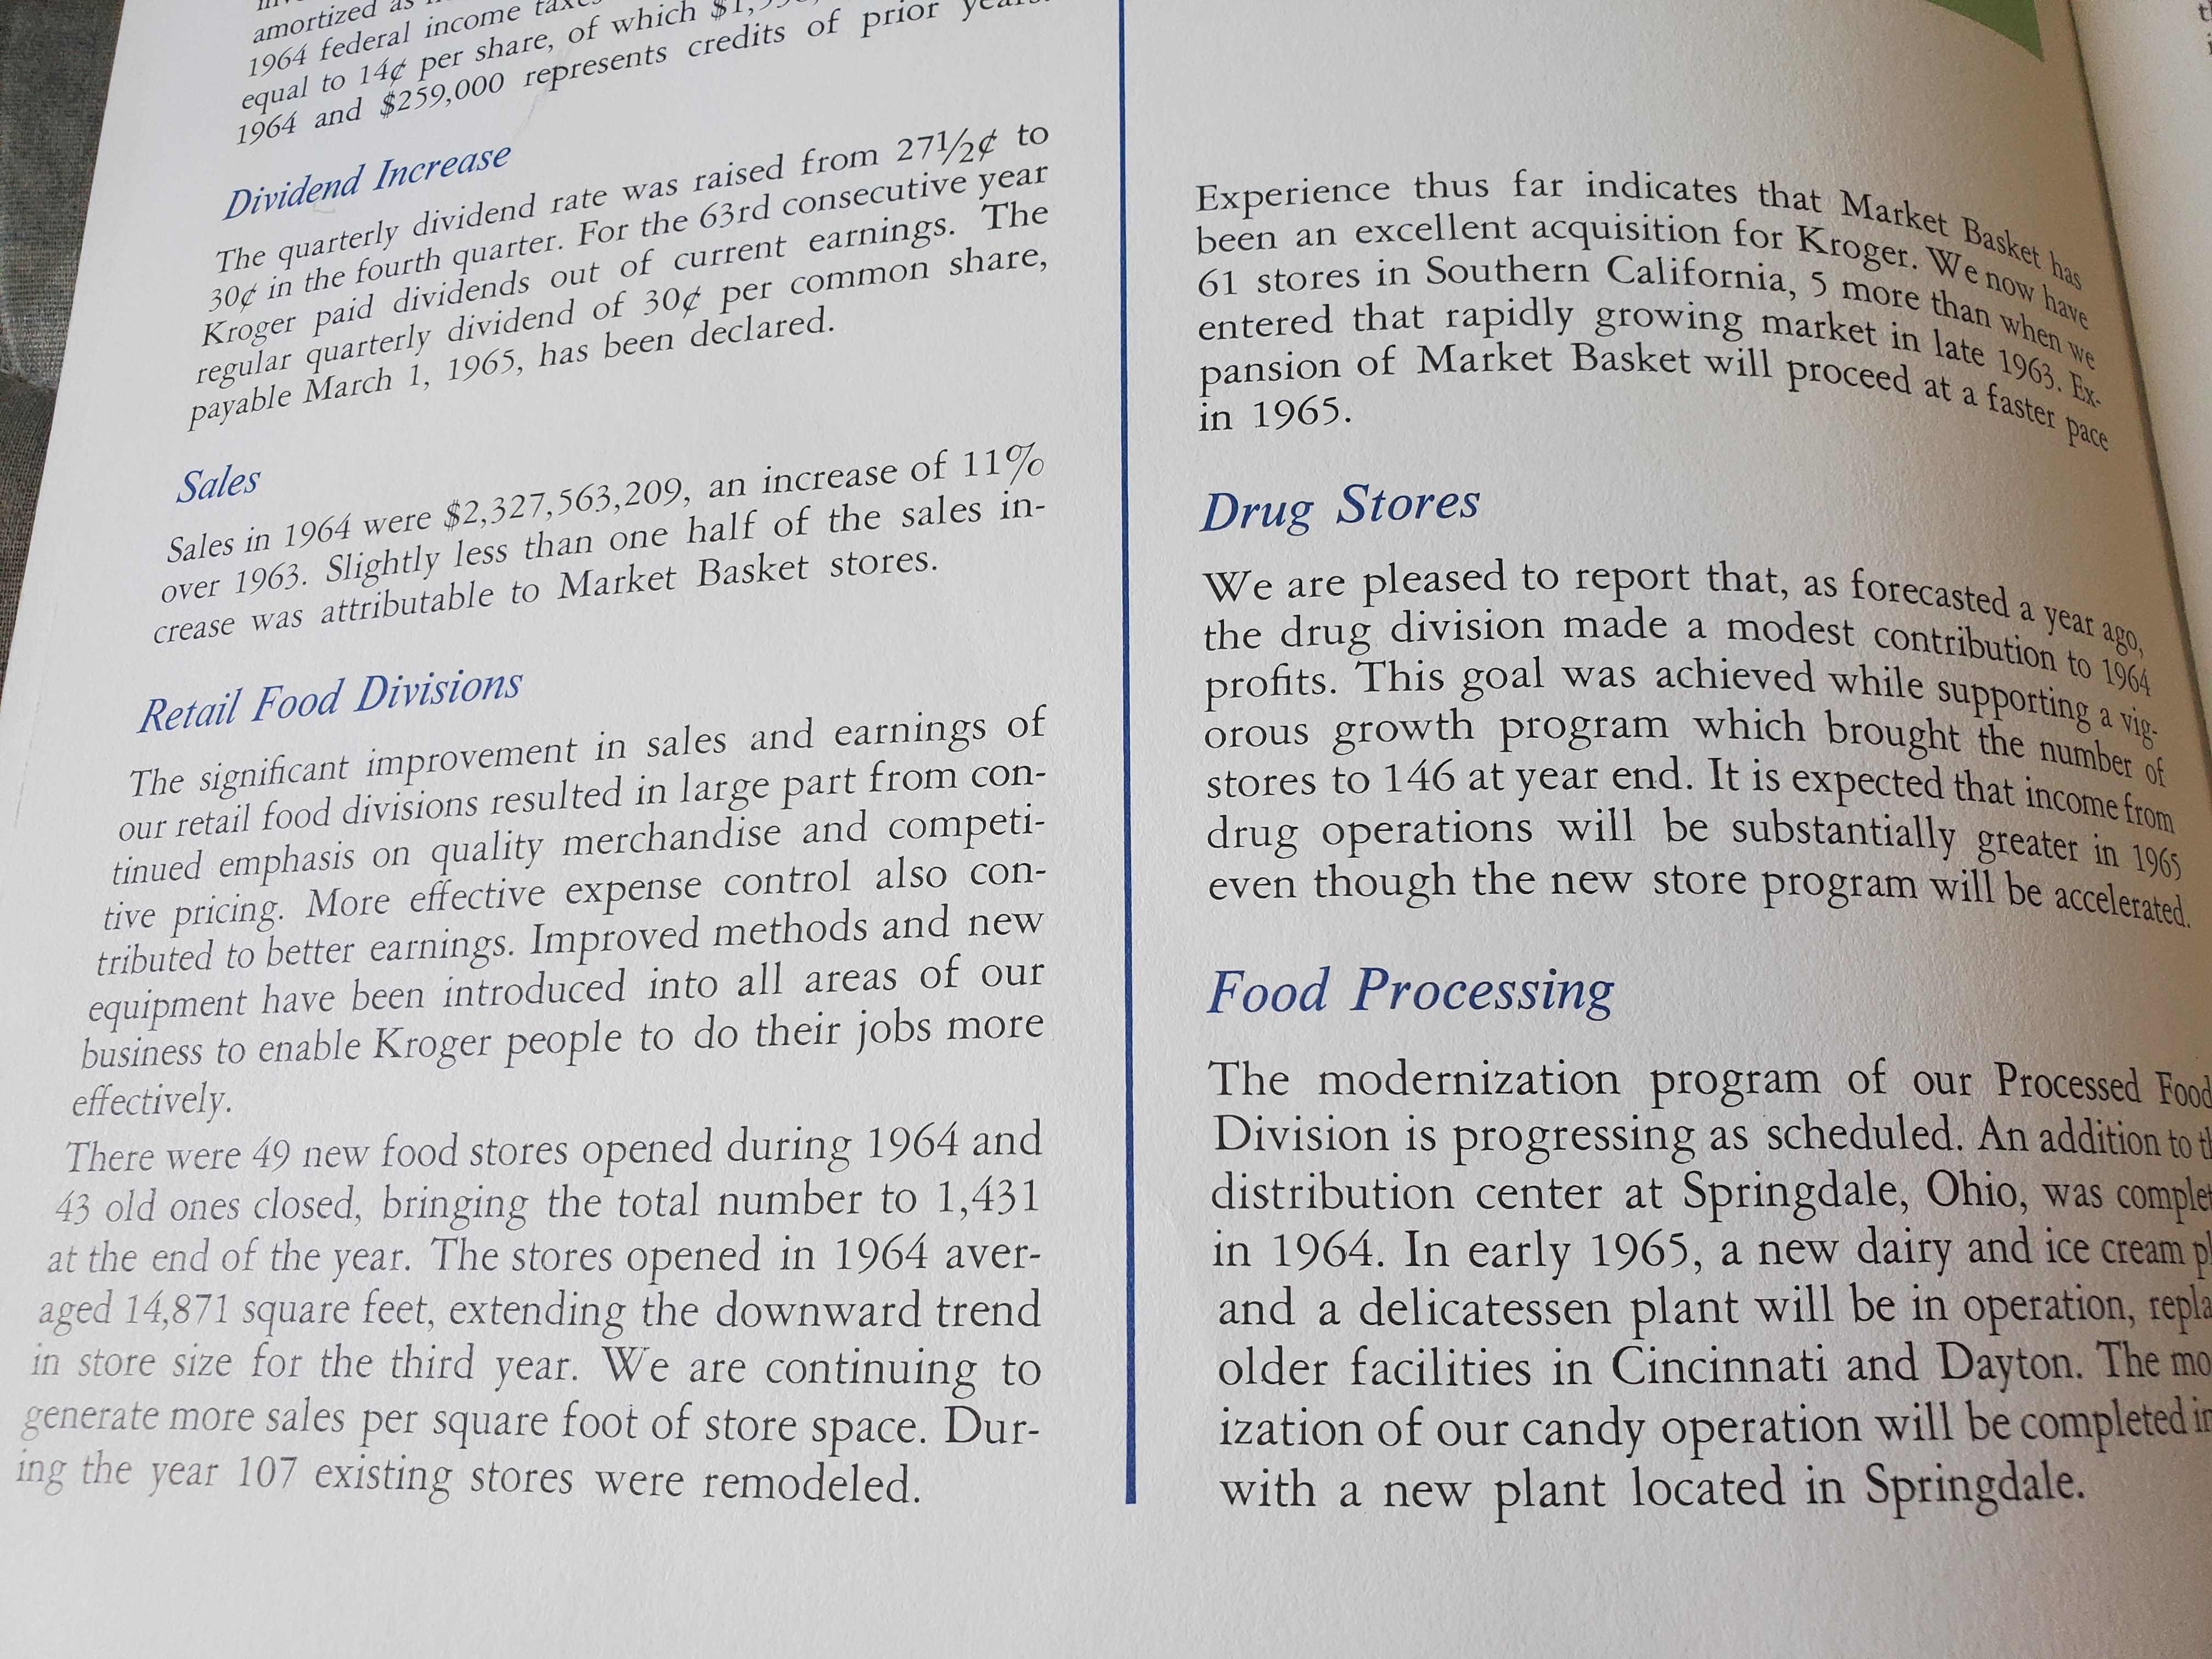 amortized as
1964 federal income taxes
equal to 14¢ per share, of which
1964 and $259,000 represents credits of prior years.
Dividend Increase
The quarterly dividend rate was raised from 27½¢ to
30¢ in the fourth quarter. For the 63rd consecutive year
Kroger paid dividends out of current earnings. The
regular quarterly dividend of 30¢ per common share,
payable March 1, 1965, has been declared.
Sales
Sales in 1964 were $2,327,563,209, an increase of 11%
over 1963. Slightly less than one half of the sales in-
crease was attributable to Market Basket stores.
Retail Food Divisions
The significant improvement in sales and earnings of
our retail food divisions resulted in large part from con-
tinued emphasis on quality merchandise and competi-
tive pricing. More effective expense control also con-
tributed to better earnings. Improved methods and new
equipment have been introduced into all areas of our
business to enable Kroger people to do their jobs more
effectively.
There were 49 new food stores opened during 1964 and
43 old ones closed, bringing the total number to 1,431
at the end of the year. The stores opened in 1964 aver-
aged 14,871 square feet, extending the downward trend
in store size for the third year. We are continuing to
generate more sales per square foot of store space. Dur-
ing the year 107 existing stores were remodeled.
Experience thus far indicates that Market Basket has
been an excellent acquisition for Kroger. We now have
61 stores in Southern California, 5 more than when we
entered that rapidly growing market in late 1963. Ex-
pansion of Market Basket will proceed at a faster pace
in 1965.
Drug Stores
We are pleased to report that, as forecasted a year ago,
the drug division made a modest contribution to 1964
profits. This goal was achieved while supporting a vig-
orous growth program which brought the number of
stores to 146 at year end. It is expected that income from
drug operations will be substantially greater in 1965
even though the new store program will be accelerated.
Food Processing
The modernization program of our Processed Food
Division is progressing as scheduled. An addition to
distribution center at Springdale, Ohio, was
in 1964. In early 1965, a new dairy and ice cream
and a delicatessen plant will be in operation,
older facilities in Cincinnati and Dayton. The
ization of our candy operation will be completed in
with a new plant located in Springdale.